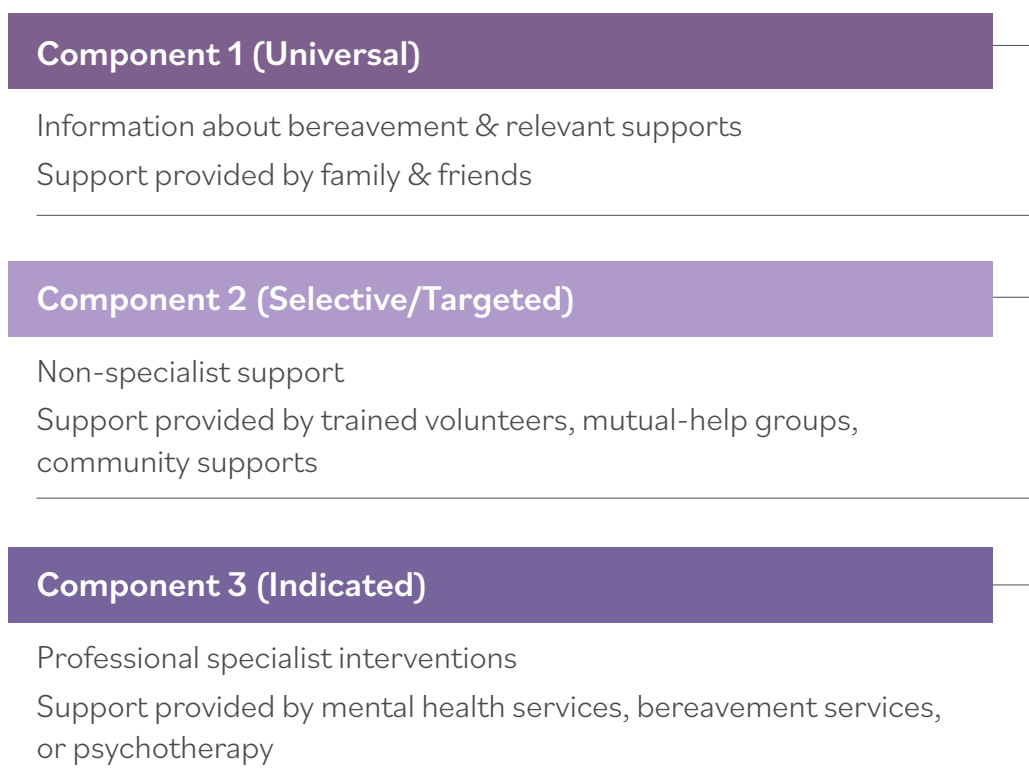 Component 1 (Universal)
Information about bereavement & relevant supports
Support provided by family & friends
Component 2 (Selective/Targeted)
Non-specialist support
Support provided by trained volunteers, mutual-help groups,
community supports
Component 3 (Indicated)
Professional specialist interventions
Support provided by mental health services, bereavement services,
or psychotherapy